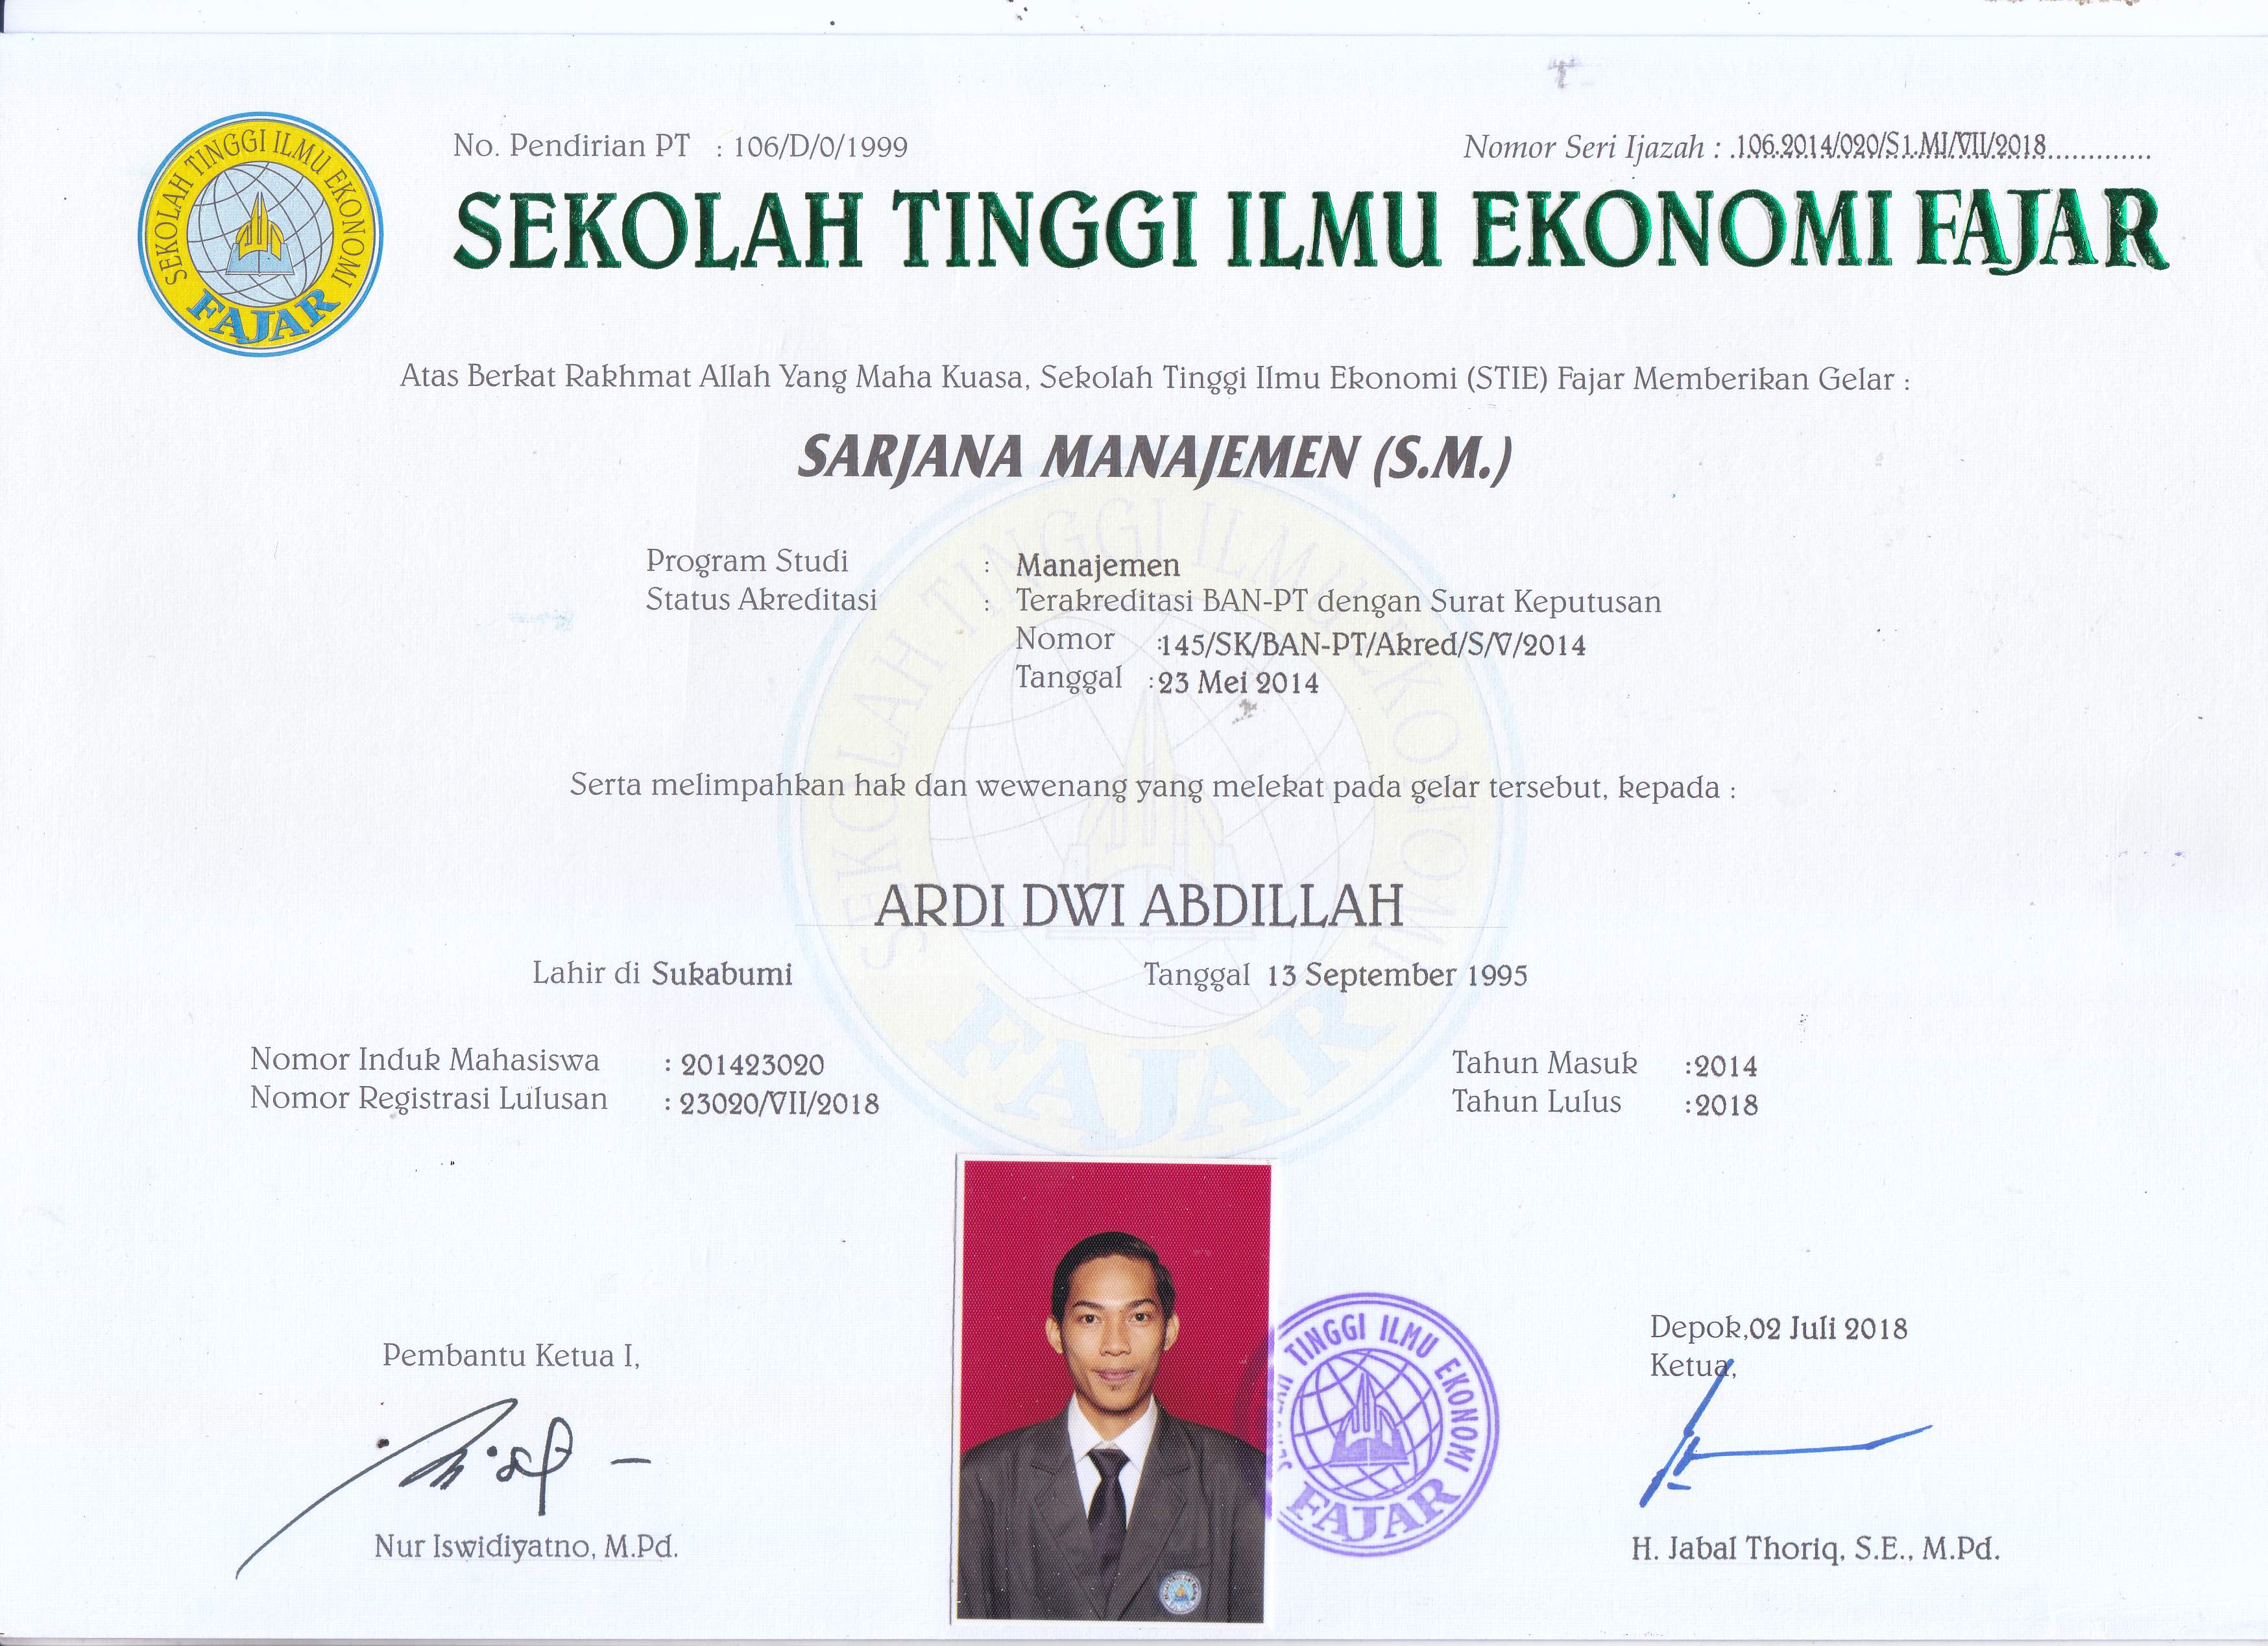 SEKOLAH TINGGI ILMU EKONOMI
FAJAR
No. Pendirian PT : 106/D/0/1999
Nomor Seri Ijazah : 106.2014/020/S1.MI/VII/2018
SEKOLAH TINGGI ILMU EKONOMI FAJAR
Atas Berkat Rakhmat Allah Yang Maha Kuasa, Sekolah Tinggi Ilmu Ekonomi (STIE) Fajar Memberikan Gelar :
SARJANA MANAJEMEN (S.M.)
Program Studi : Manajemen
Status Akreditasi : Terakreditasi BAN-PT dengan Surat Keputusan
Nomor :145/SK/BAN-PT/Akred/S/V/2014
Tanggal :23 Mei 2014
SEKOLAH TINGGI ILMU EKONOMI
FAJAR
Serta melimpahkan hak dan wewenang yang melekat pada gelar tersebut, kepada :
ARDI DWI ABDILLAH
Lahir di Sukabumi Tanggal 13 September 1995
Nomor Induk Mahasiswa : 201423020 Tahun Masuk :2014
Nomor Registrasi Lulusan : 23020/VII/2018 Tahun Lulus :2018
Pembantu Ketua I,
Nur Iswidiyatno, M.Pd.
TINGGI ILMU EKONOMI
FAJAR
Depok,02 Juli 2018
Ketua,
H. Jabal Thoriq, S.E., M.Pd.